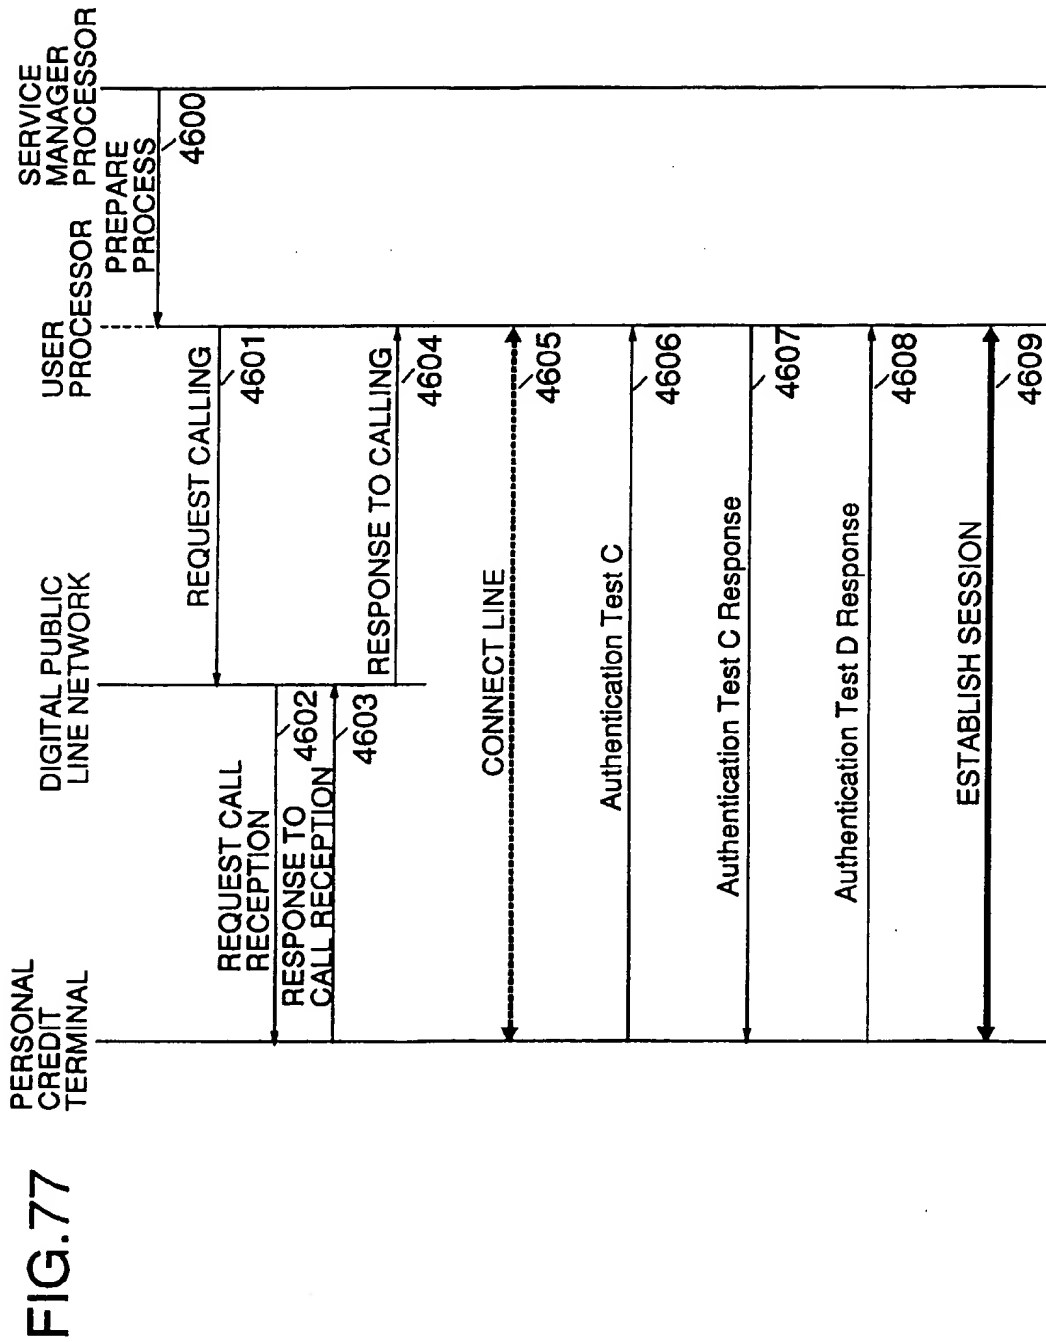 FIG.77
PERSONAL
CREDIT
TERMINAL
DIGITAL PUBLIC
LINE NETWORK
USER
PROCESSOR
SERVICE
MANAGER
PROCESSOR
PREPARE
PROCESS
4600
REQUEST CALLING
4601
REQUEST CALL
RECEPTION
4602
RESPONSE TO
CALL RECEPTION
4603
RESPONSE TO CALLING
4604
CONNECT LINE
4605
Authentication Test C
4606
Authentication Test C Response
4607
Authentication Test D Response
4608
ESTABLISH SESSION
4609